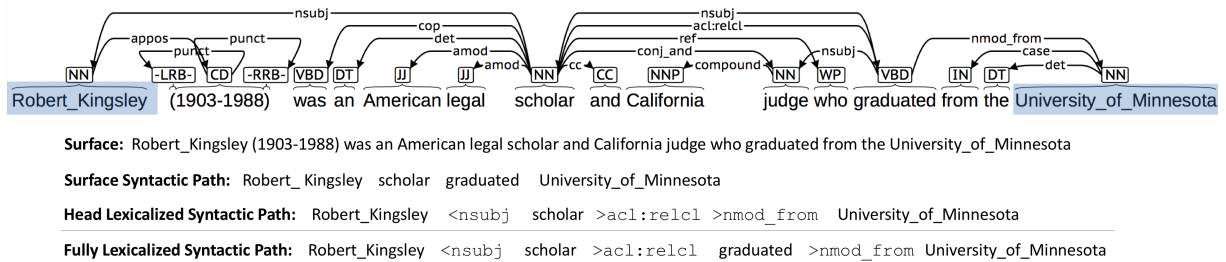 nsubj nsubj
acl:relcl
appos cop ref nmod_from
punct punct det amod conj_and nsubj case
amod cc compound det
NN -LRB- CD -RRB- VBD DT JJ JJ NN CC NNP NN WP VBD IN DT NN
Robert_Kingsley (1903-1988) was an American legal scholar and California judge who graduated from the University_of_Minnesota
Surface: Robert_Kingsley (1903-1988) was an American legal scholar and California judge who graduated from the University_of_Minnesota
Surface Syntactic Path: Robert_ Kingsley scholar graduated University_of_Minnesota
Head Lexicalized Syntactic Path: Robert_Kingsley <nsubj scholar >acl:relcl >nmod_from University_of_Minnesota
Fully Lexicalized Syntactic Path: Robert_Kingsley <nsubj scholar >acl:relcl graduated >nmod_from University_of_Minnesota